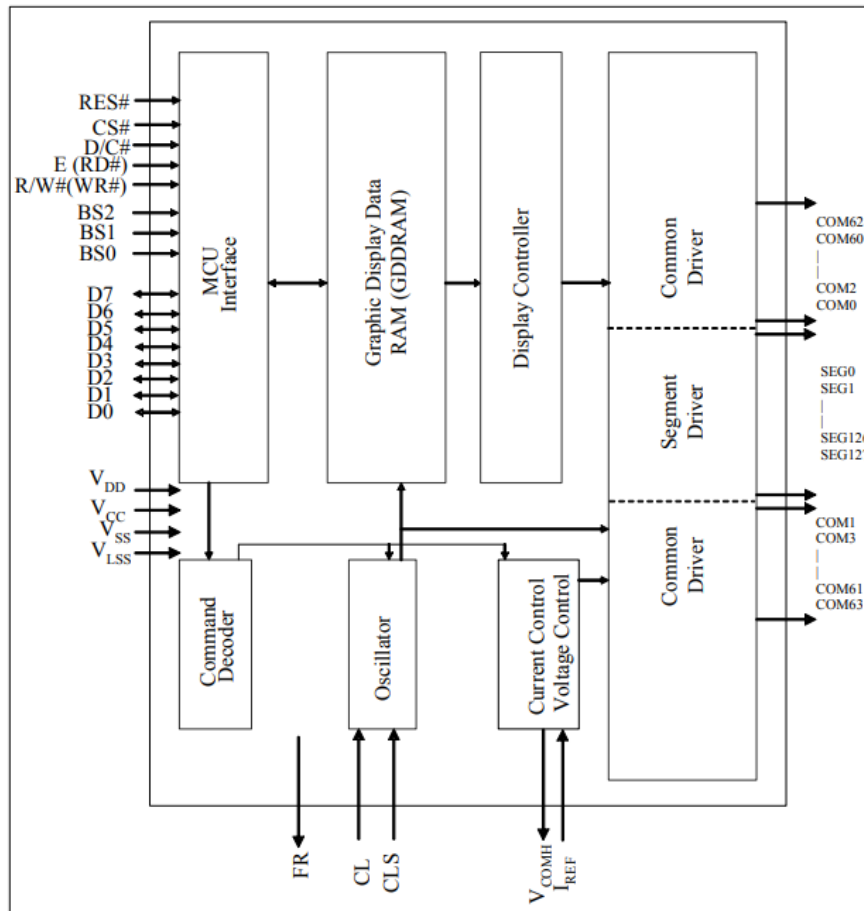 RES#
CS#
D/C#
E (RD#)
R/W#(WR#)
BS2
BS1
BS0
D7
D6
D5
D4
D3
D2
D1
D0
VDD
VCC
VSS
VLSS
MCU
Interface
Graphic Display Data
RAM (GDDRAM)
Display Controller
Common
Driver
Segment
Driver
Common
Driver
Command
Decoder
Oscillator
Current Control
Voltage Control
COM62
COM60
|
|
COM2
COM0
SEG0
SEG1
|
|
SEG126
SEG127
COM1
COM3
|
|
COM61
COM63
FR
CL
CLS
VCOMH
IREF